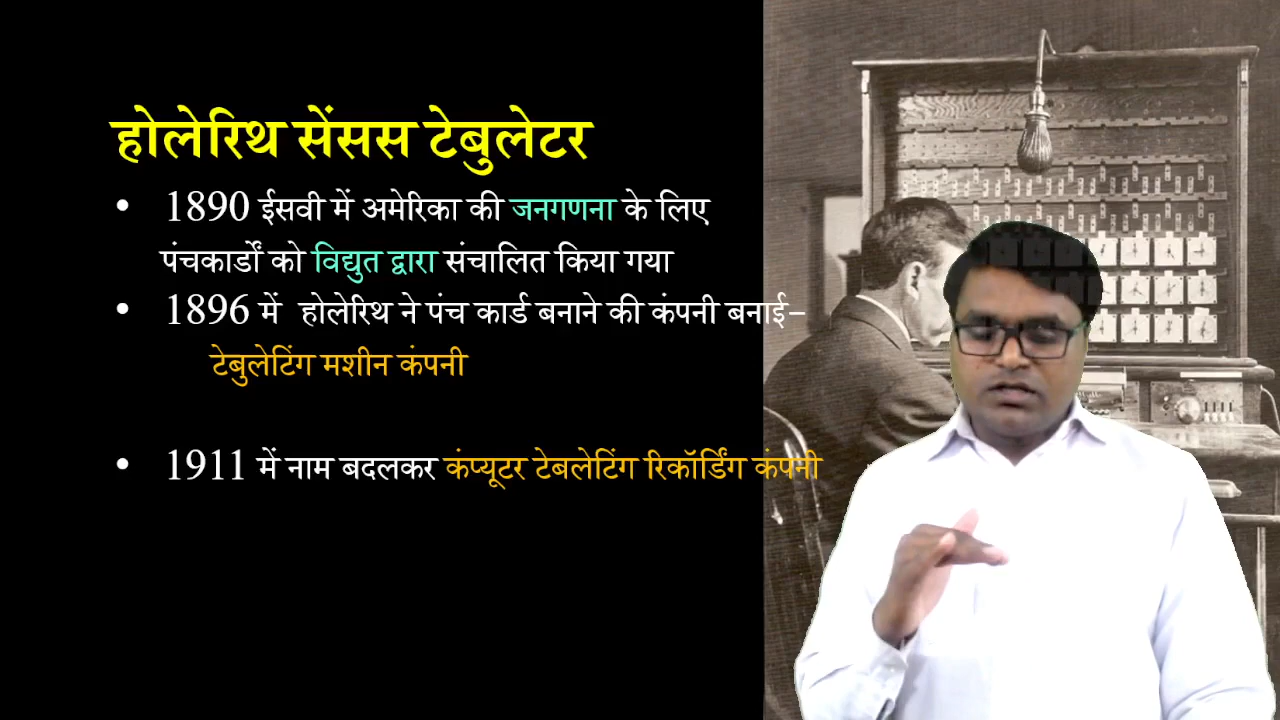 होलेरिथ सेंसस टेबुलेटर
• 1890 ईसवी में अमेरिका की जनगणना के लिए
पंचकार्डों को विद्युत द्वारा संचालित किया गया
• 1896 में होलेरिथ ने पंच कार्ड बनाने की कंपनी बनाई–
टेबुलेटिंग मशीन कंपनी
• 1911 में नाम बदलकर कंप्यूटर टेबलेटिंग रिकॉर्डिंग कंपनी